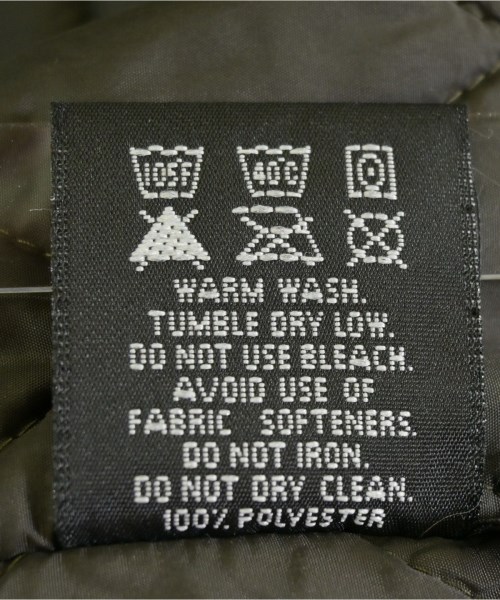 105F 40C
WARM WASH.
TUMBLE DRY LOW.
DO NOT USE BLEACH.
AVOID USE OF
FABRIC SOFTENERS.
DO NOT IRON.
DO NOT DRY CLEAN.
100% POLYESTER